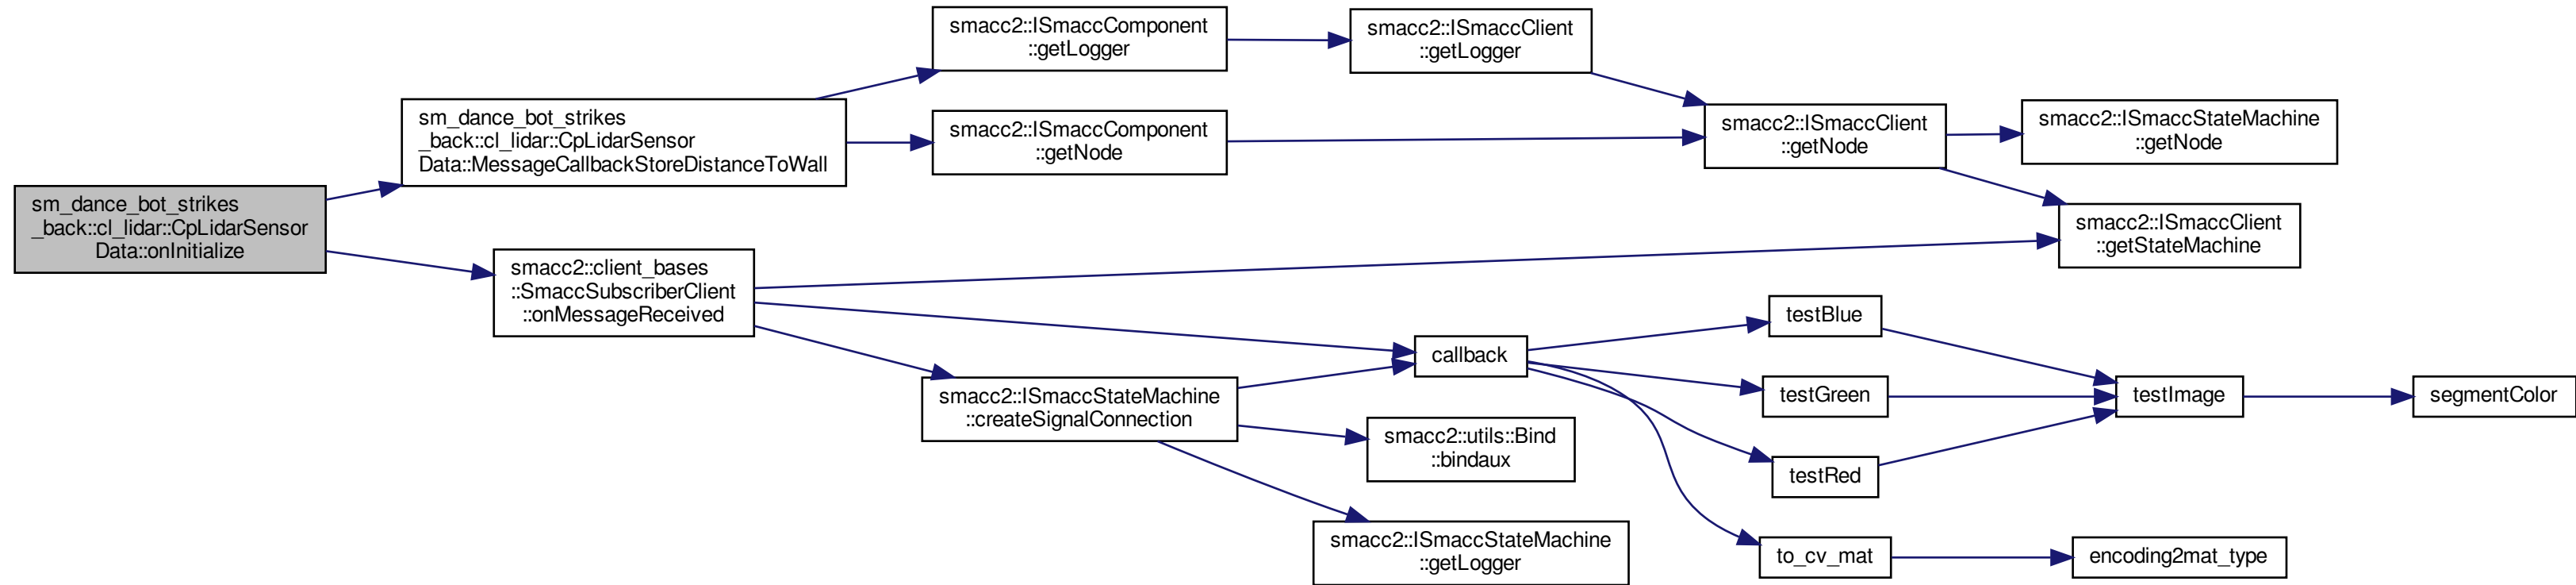 sm_dance_bot_strikes
_back::cl_lidar::CpLidarSensor
Data::onInitialize
sm_dance_bot_strikes
_back::cl_lidar::CpLidarSensor
Data::MessageCallbackStoreDistanceToWall
smacc2::ISmaccComponent
::getLogger
smacc2::ISmaccClient
::getLogger
smacc2::ISmaccComponent
::getNode
smacc2::ISmaccClient
::getNode
smacc2::ISmaccStateMachine
::getNode
smacc2::ISmaccClient
::getStateMachine
smacc2::client_bases
::SmaccSubscriberClient
::onMessageReceived
smacc2::ISmaccStateMachine
::createSignalConnection
callback
smacc2::utils::Bind
::bindaux
smacc2::ISmaccStateMachine
::getLogger
testBlue
testGreen
testRed
to_cv_mat
testImage
segmentColor
encoding2mat_type